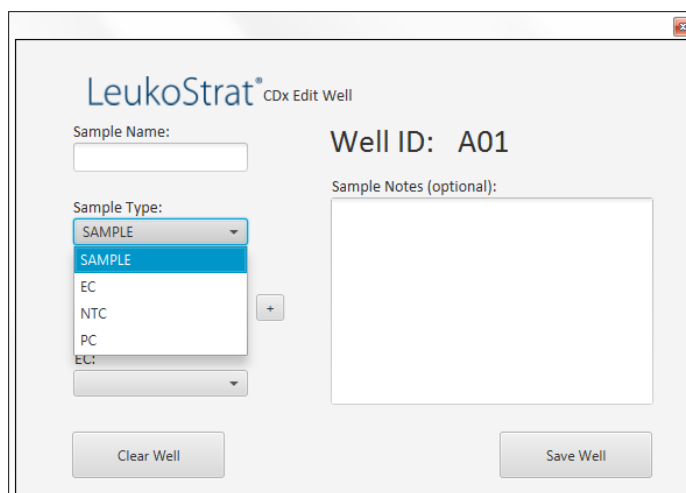 LeukoStrat® CDx Edit Well
Sample Name:
Well ID: A01
Sample Notes (optional):
Sample Type:
SAMPLE
SAMPLE
EC
NTC
PC
+
EC:
Clear Well
Save Well